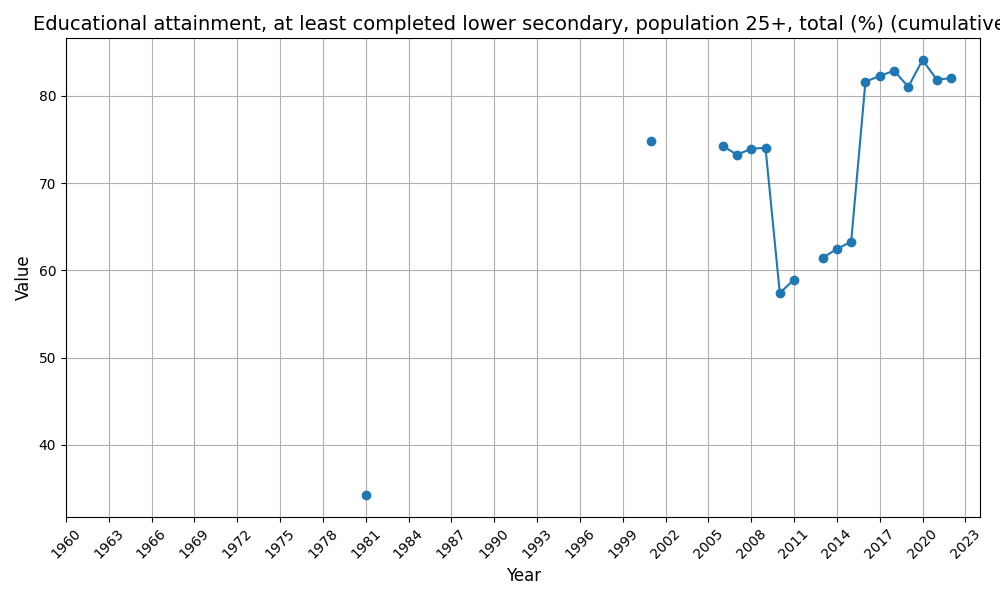 Educational attainment, at least completed lower secondary, population 25+, total (%) (cumulative
80
70
60
50
40
Value
1960 1963 1966 1969 1972 1975 1978 1981 1984 1987 1990 1993 1996 1999 2002 2005 2008 2011 2014 2017 2020 2023
Year